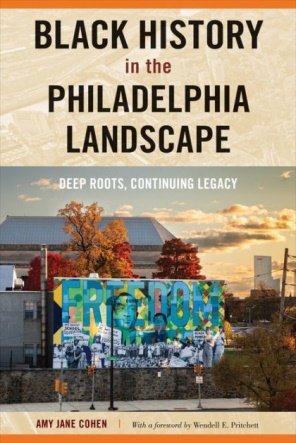 BLACK HISTORY
in the
PHILADELPHIA
LANDSCAPE
DEEP ROOTS, CONTINUING LEGACY
FREEDOM
AMY JANE COHEN | With a foreword by Wendell E. Pritchett